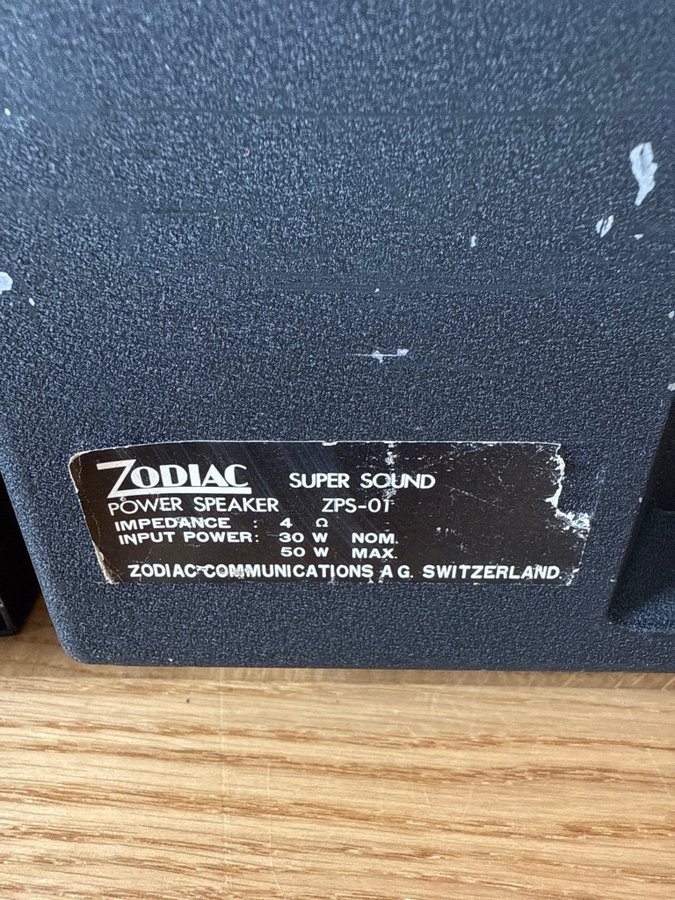 ZODIAC SUPER SOUND
POWER SPEAKER ZPS-01
IMPEDANCE : 4 Ω
INPUT POWER: 30 W NOM.
50 W MAX.
ZODIAC COMMUNICATIONS A G. SWITZERLAND